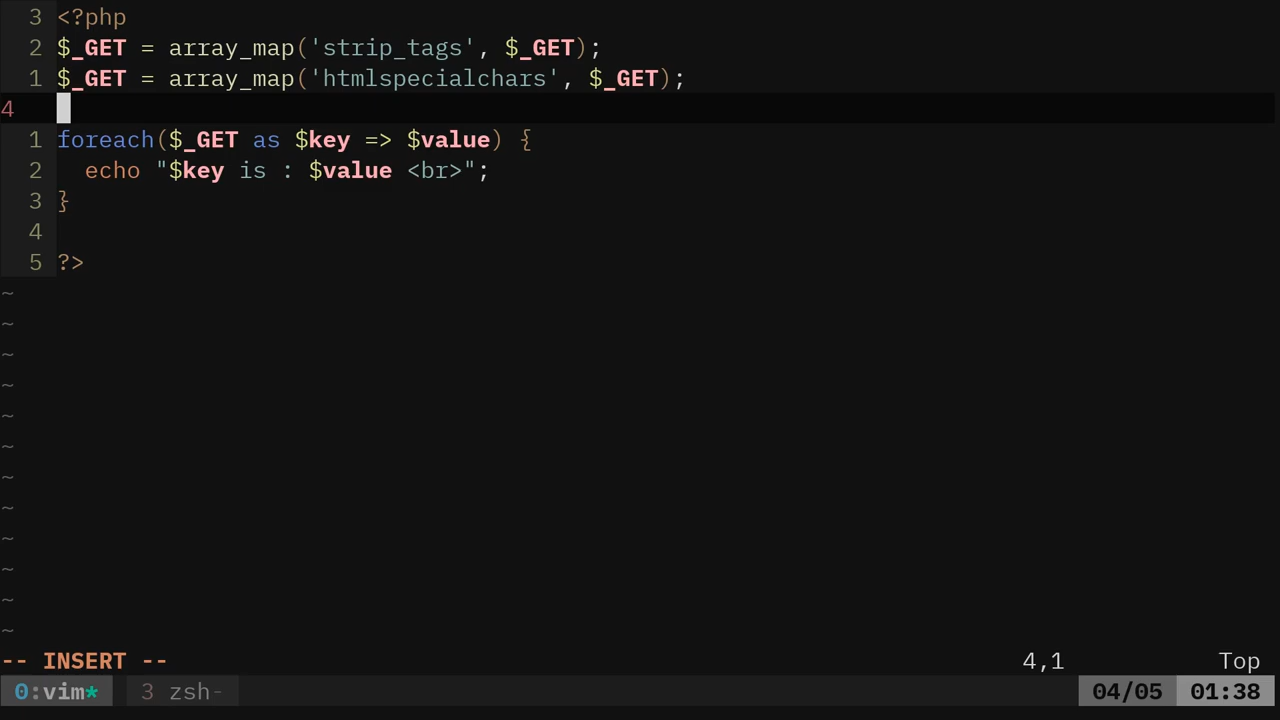 3 <?php
2 $_GET = array_map('strip_tags', $_GET);
1 $_GET = array_map('htmlspecialchars', $_GET);
4
1 foreach($_GET as $key => $value) {
2   echo "$key is : $value <br>";
3 }
4
5 ?>
~
~
~
~
~
~
~
~
~
~
~
~
-- INSERT -- 4,1 Top
0:vim* 3 zsh- 04/05 01:38